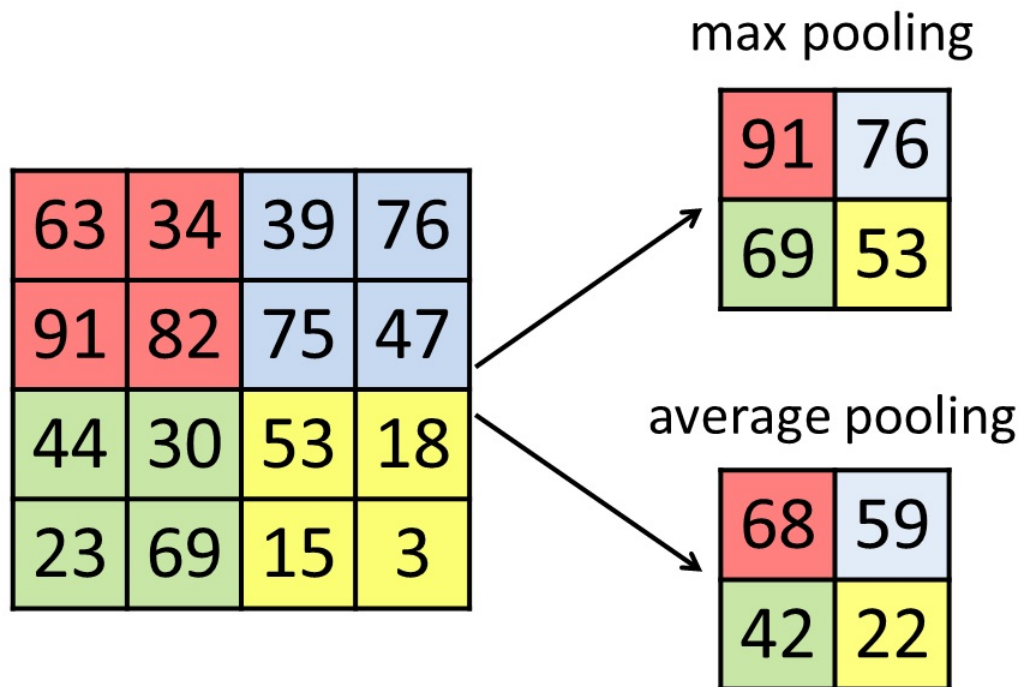 max pooling
91 76
69 53
63 34 39 76
91 82 75 47
44 30 53 18
23 69 15 3
average pooling
68 59
42 22